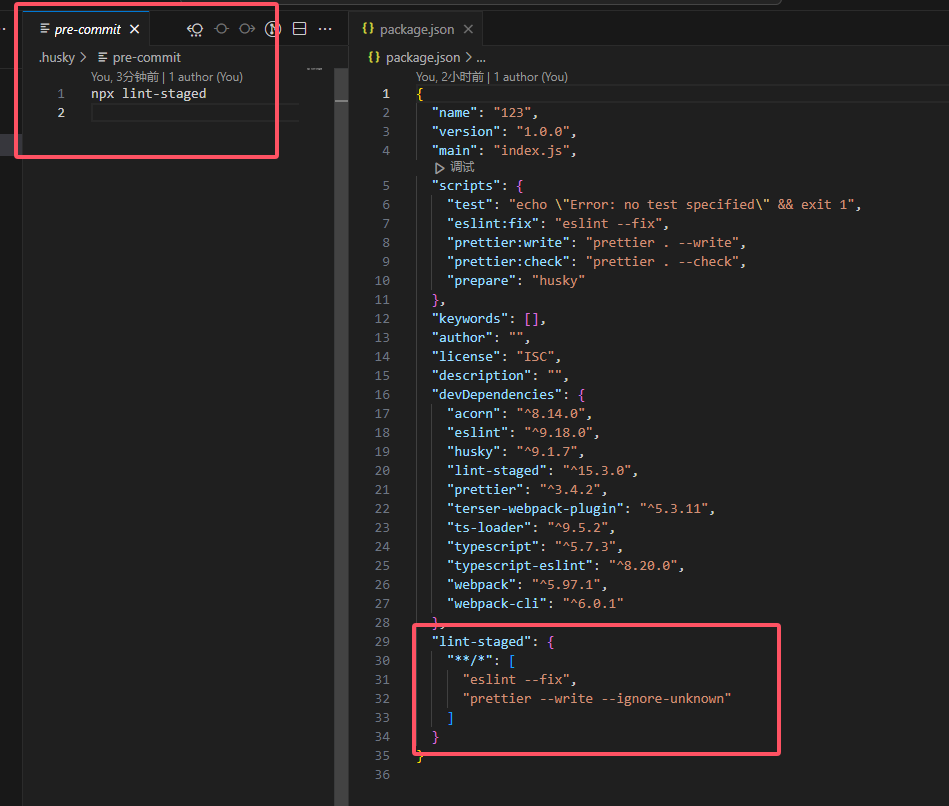 pre-commit
.husky > pre-commit
You, 3分钟前 | 1 author (You)
1 npx lint-staged
2
{} package.json
{} package.json > ...
You, 2小时前 | 1 author (You)
1 {
2 "name": "123",
3 "version": "1.0.0",
4 "main": "index.js",
调试
5 "scripts": {
6 "test": "echo \"Error: no test specified\" && exit 1",
7 "eslint:fix": "eslint --fix",
8 "prettier:write": "prettier . --write",
9 "prettier:check": "prettier . --check",
10 "prepare": "husky"
11 },
12 "keywords": [],
13 "author": "",
14 "license": "ISC",
15 "description": "",
16 "devDependencies": {
17 "acorn": "^8.14.0",
18 "eslint": "^9.18.0",
19 "husky": "^9.1.7",
20 "lint-staged": "^15.3.0",
21 "prettier": "^3.4.2",
22 "terser-webpack-plugin": "^5.3.11",
23 "ts-loader": "^9.5.2",
24 "typescript": "^5.7.3",
25 "typescript-eslint": "^8.20.0",
26 "webpack": "^5.97.1",
27 "webpack-cli": "^6.0.1"
28 },
29 "lint-staged": {
30 "**/*": [
31 "eslint --fix",
32 "prettier --write --ignore-unknown"
33 ]
34 }
35 }
36